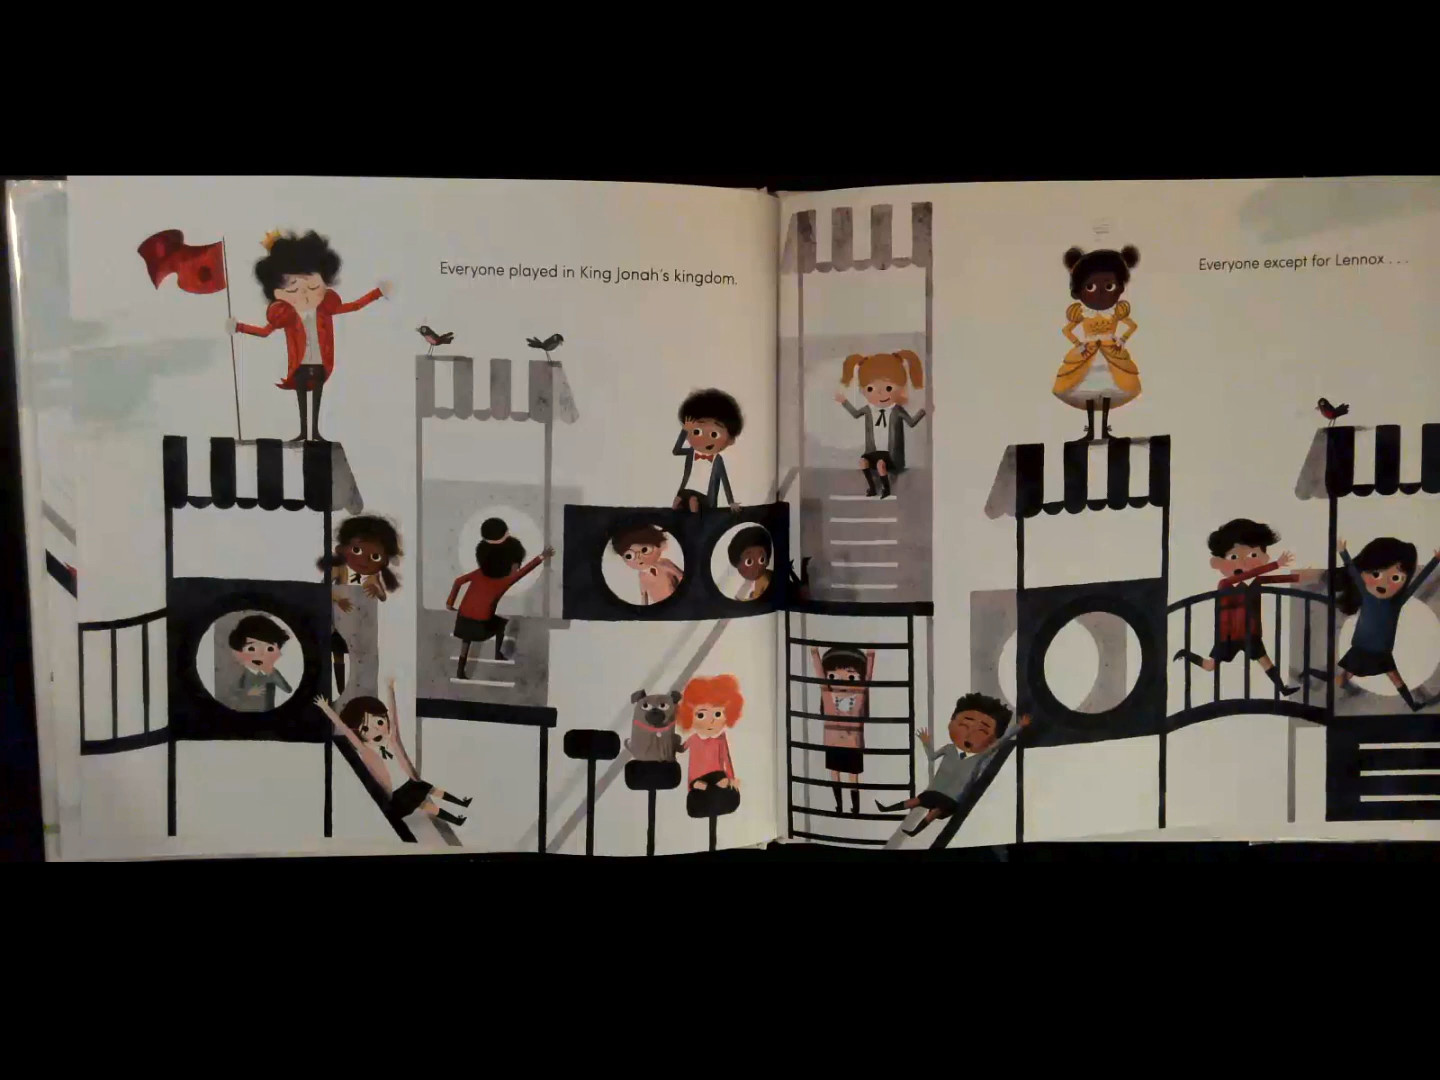 Everyone played in King Jonah's kingdom.
Everyone except for Lennox . . .